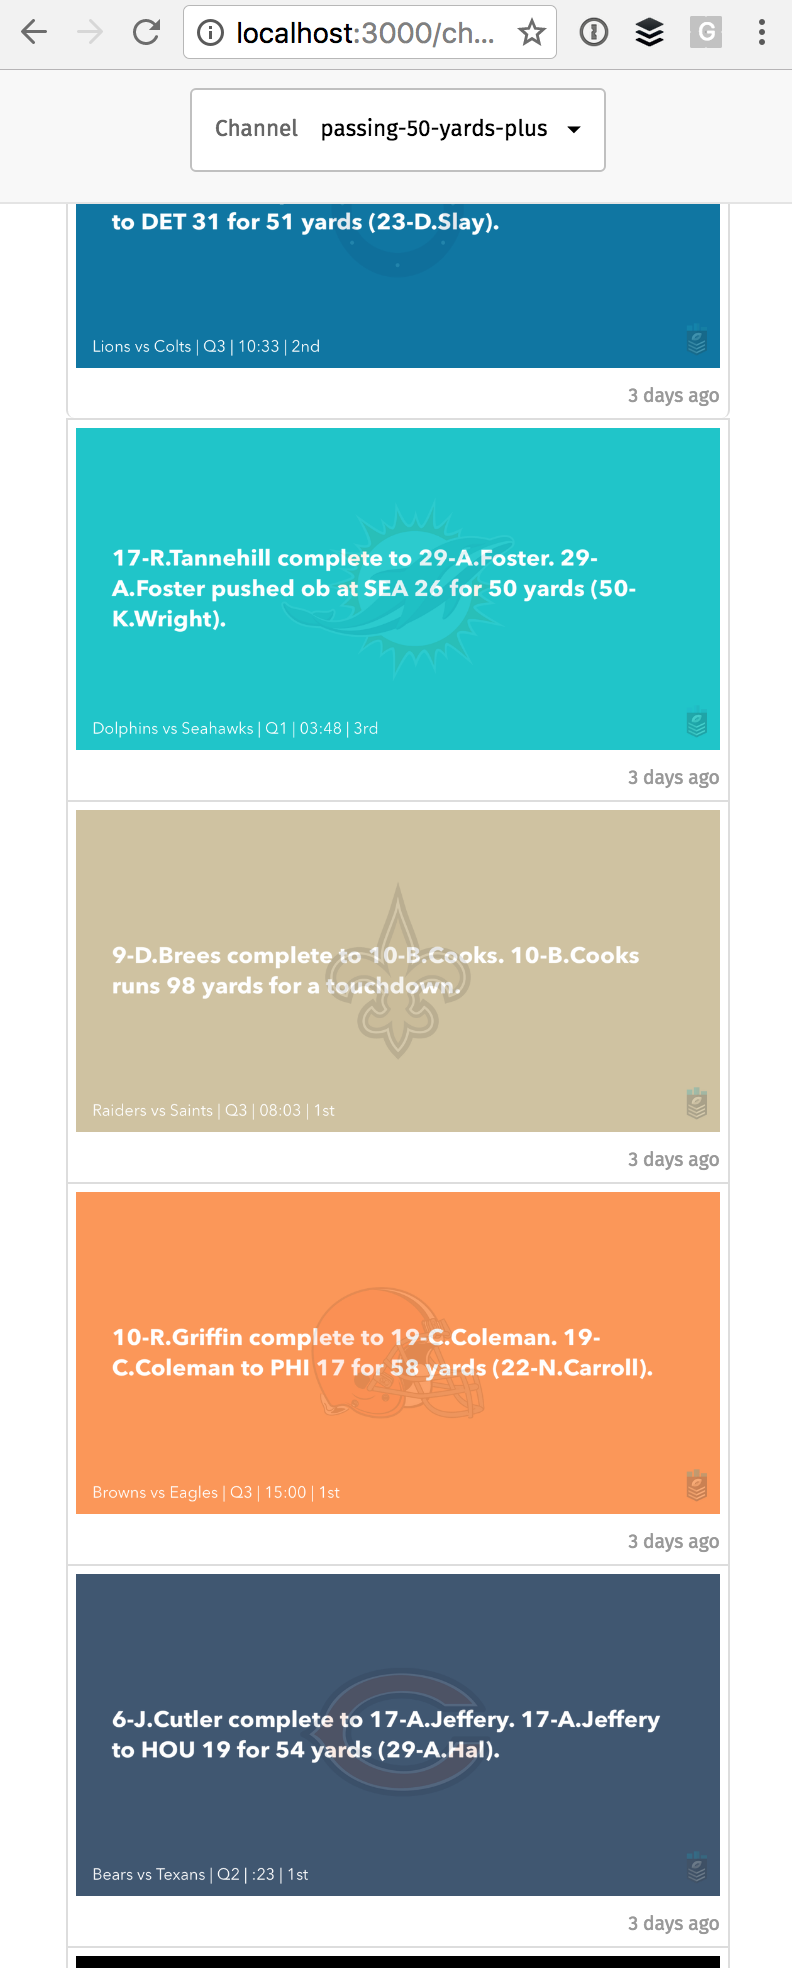 localhost:3000/ch...
G
Channel passing-50-yards-plus
to DET 31 for 51 yards (23-D.Slay).
Lions vs Colts | Q3 | 10:33 | 2nd
3 days ago
17-R.Tannehill complete to 29-A.Foster. 29-
A.Foster pushed ob at SEA 26 for 50 yards (50-
K.Wright).
Dolphins vs Seahawks | Q1 | 03:48 | 3rd
3 days ago
9-D.Brees complete to 10-B.Cooks. 10-B.Cooks
runs 98 yards for a touchdown.
Raiders vs Saints | Q3 | 08:03 | 1st
3 days ago
10-R.Griffin complete to 19-C.Coleman. 19-
C.Coleman to PHI 17 for 58 yards (22-N.Carroll).
Browns vs Eagles | Q3 | 15:00 | 1st
3 days ago
6-J.Cutler complete to 17-A.Jeffery. 17-A.Jeffery
to HOU 19 for 54 yards (29-A.Hal).
Bears vs Texans | Q2 | :23 | 1st
3 days ago